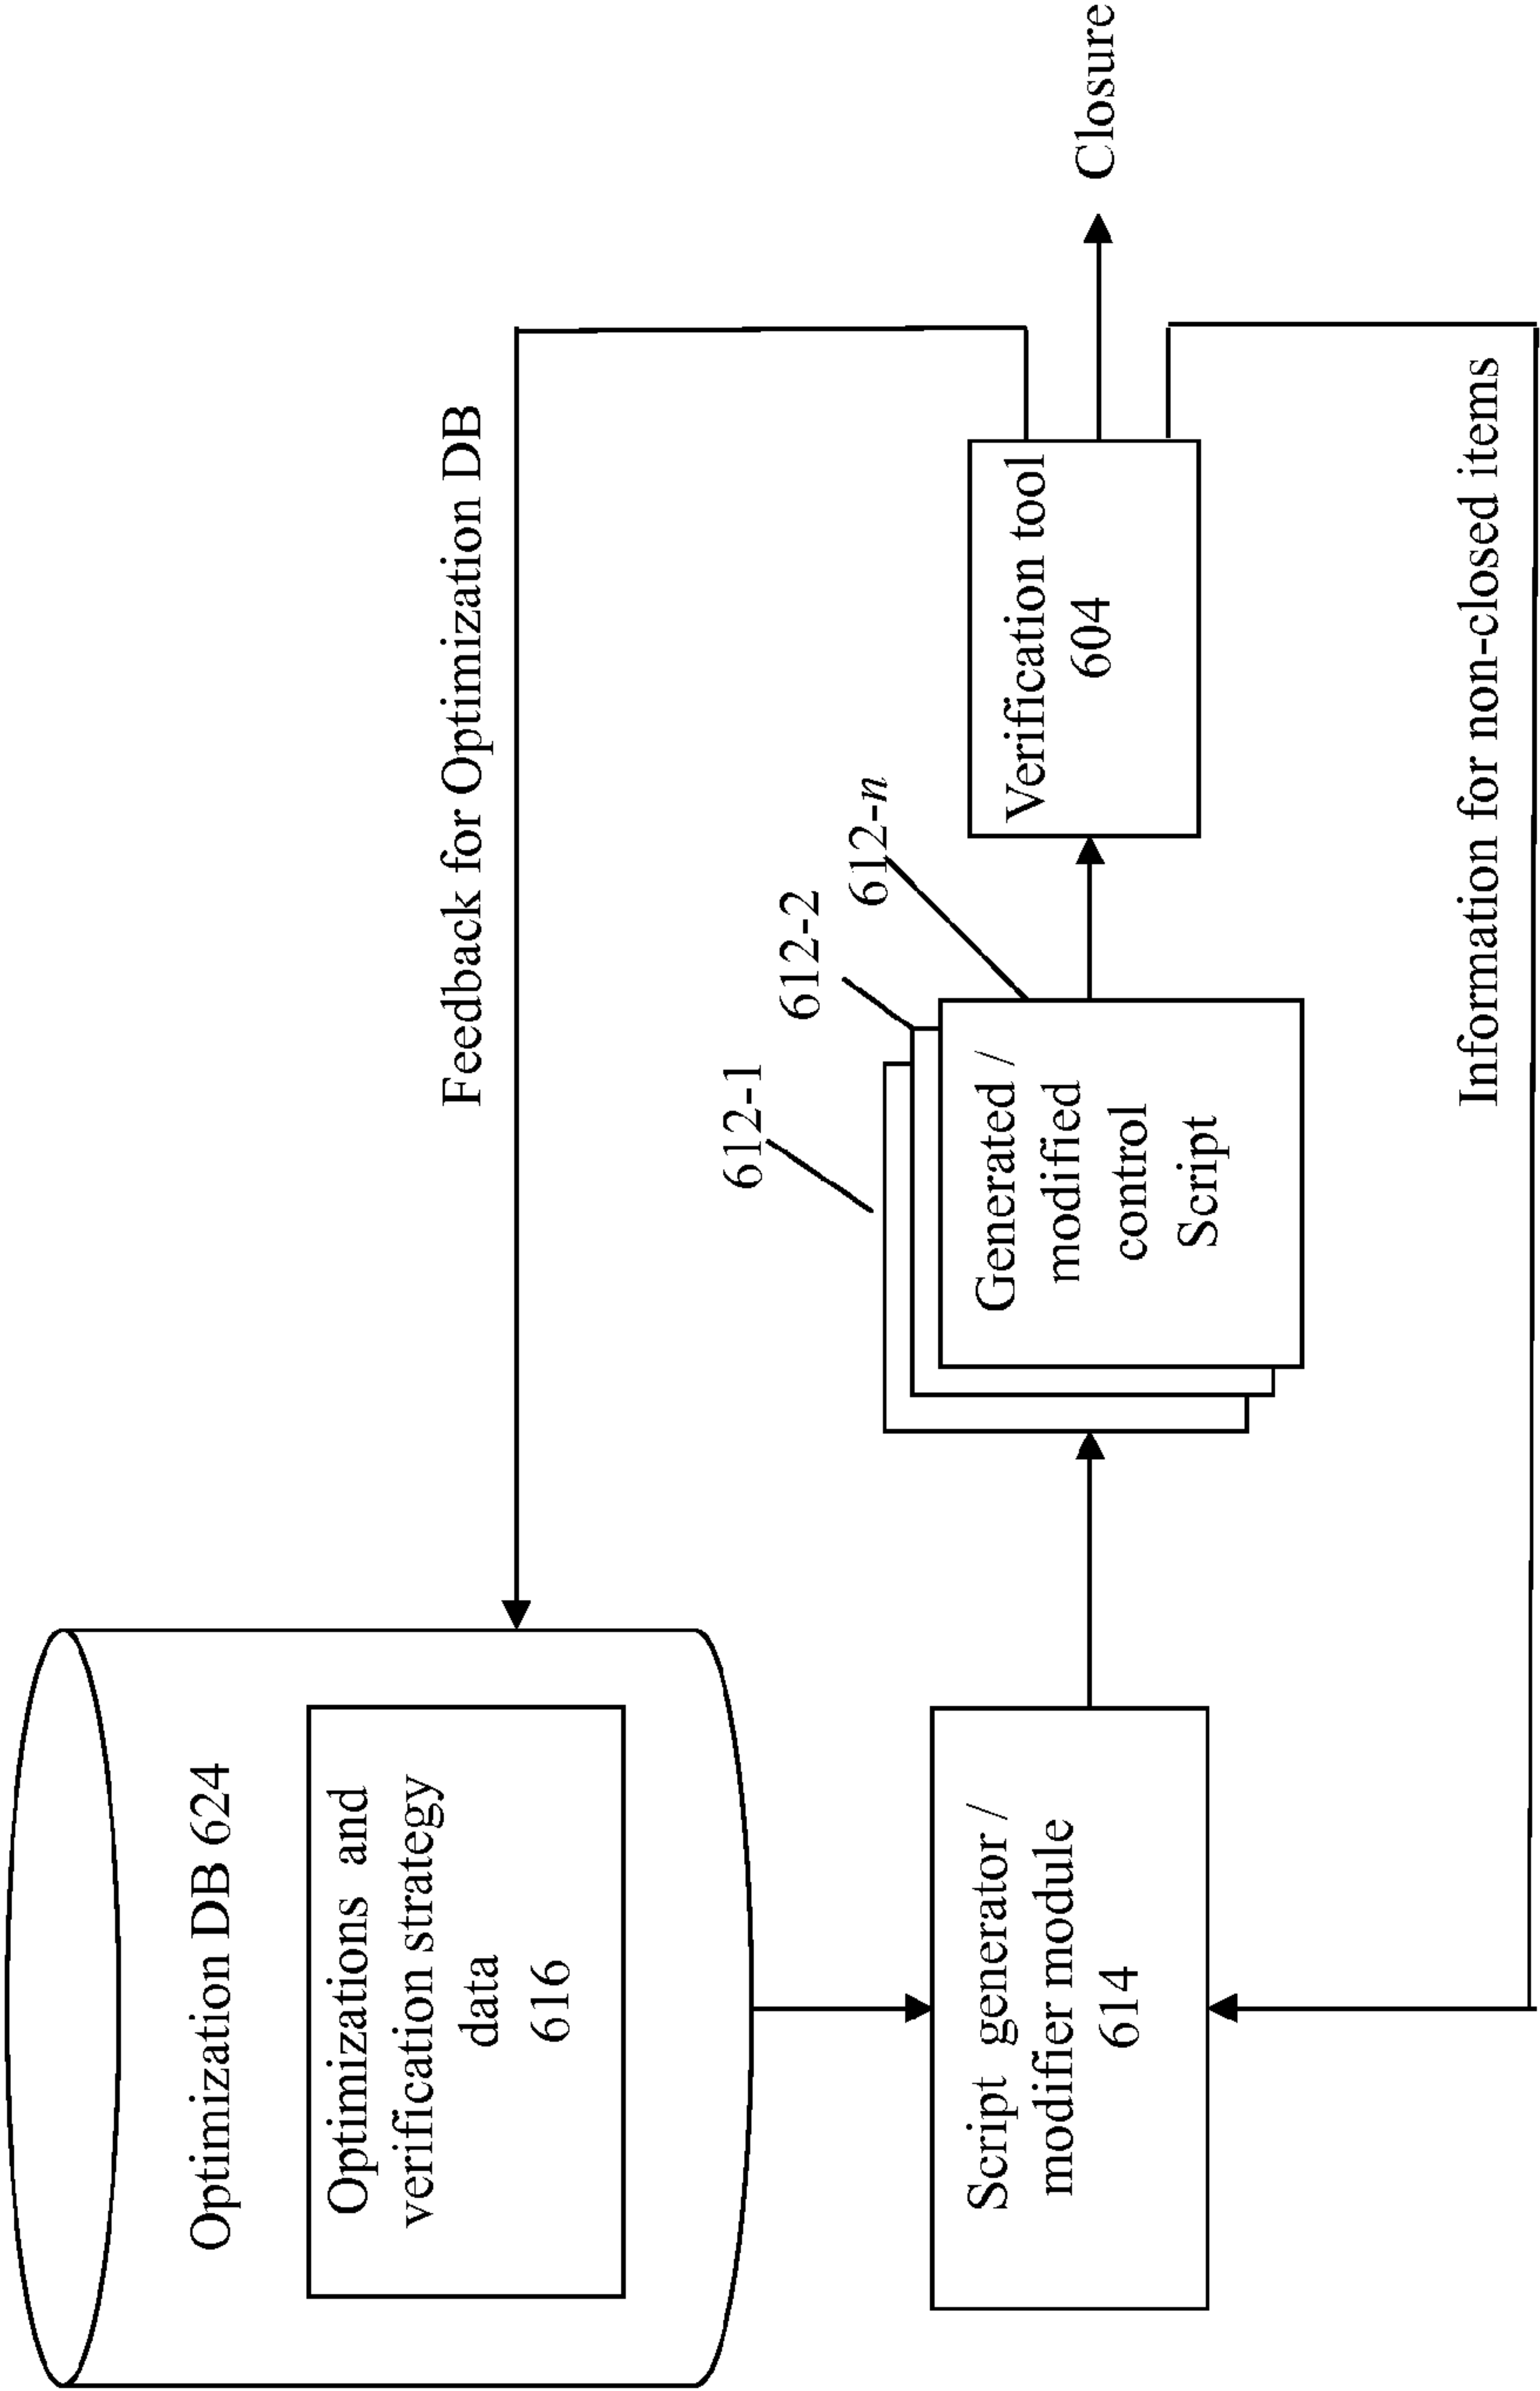 Optimization DB 624
Optimizations and
verification strategy
data
616
Feedback for Optimization DB
Script generator /
modifier module
614
612-1
612-2
612-n
Generated /
modified
control
Script
Verification tool
604
Closure
Information for non-closed items